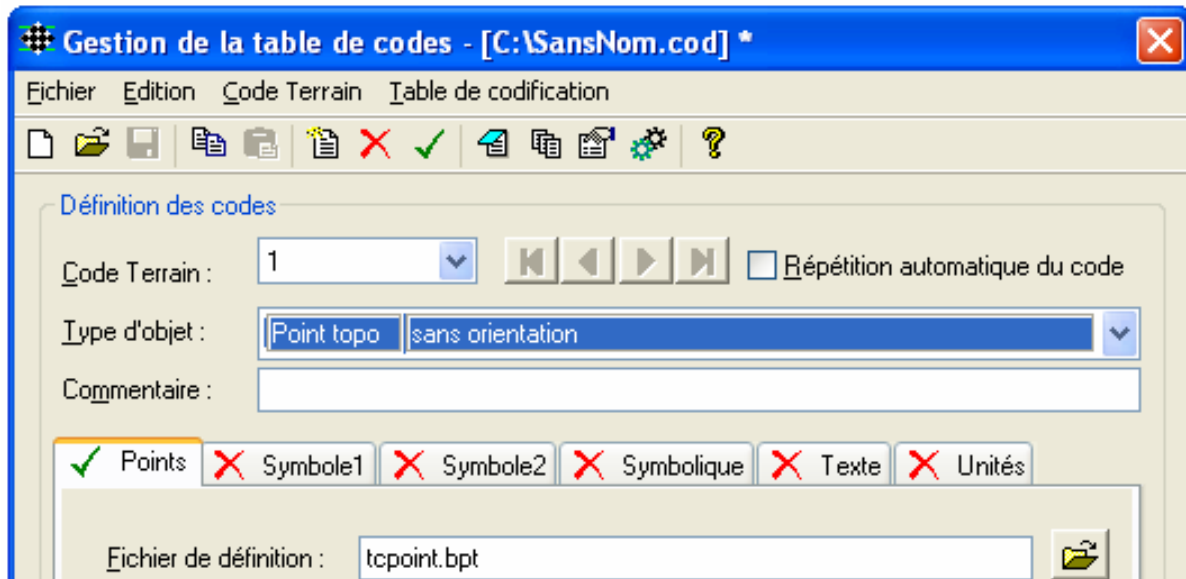 Gestion de la table de codes - [C:\SansNom.cod] *
Fichier Edition Code Terrain Table de codification
Définition des codes
Code Terrain : 1 Répétition automatique du code
Type d'objet : Point topo sans orientation
Commentaire :
Points Symbole1 Symbole2 Symbolique Texte Unités
Fichier de définition : tcpoint.bpt